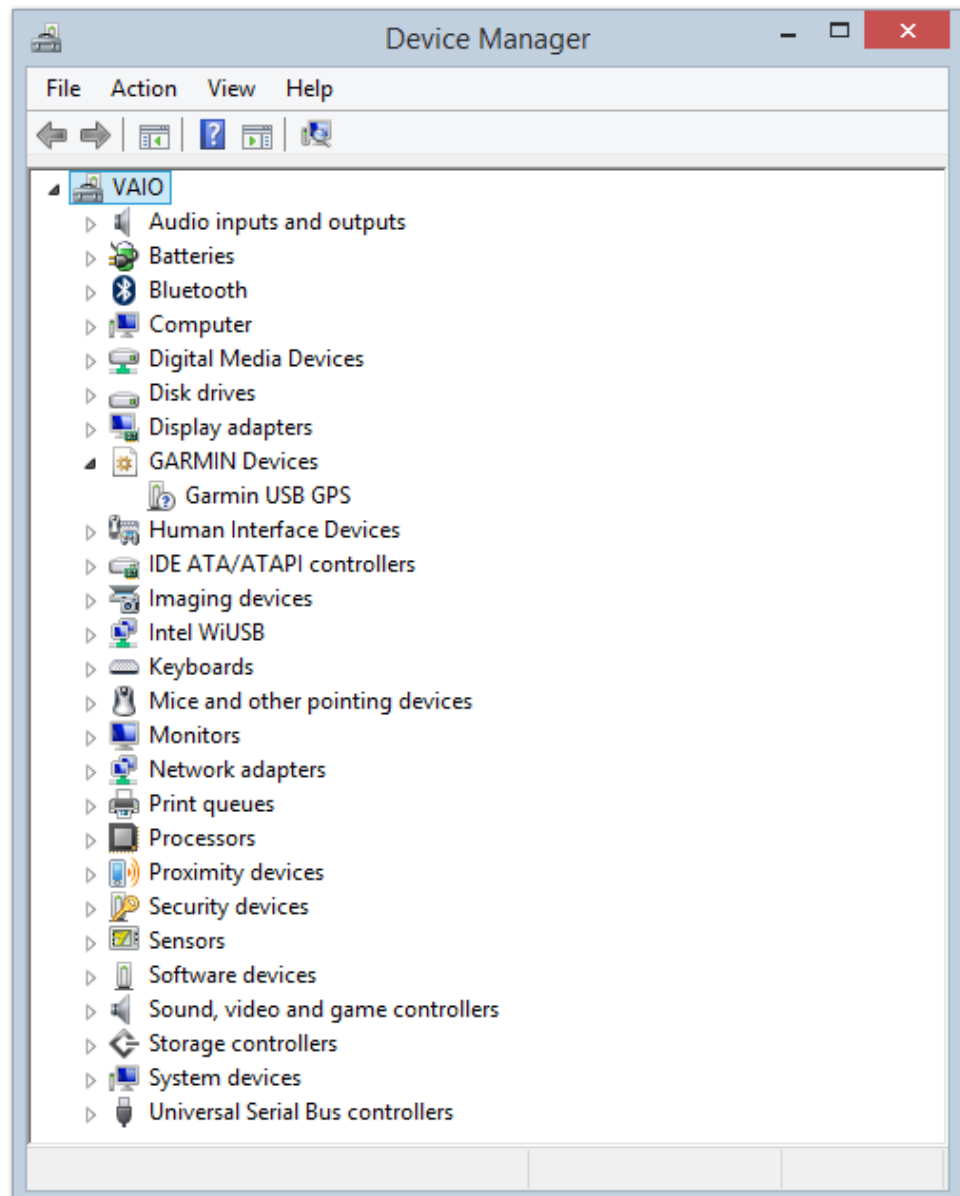 Device Manager
File Action View Help
VAIO
Audio inputs and outputs
Batteries
Bluetooth
Computer
Digital Media Devices
Disk drives
Display adapters
GARMIN Devices
Garmin USB GPS
Human Interface Devices
IDE ATA/ATAPI controllers
Imaging devices
Intel WiUSB
Keyboards
Mice and other pointing devices
Monitors
Network adapters
Print queues
Processors
Proximity devices
Security devices
Sensors
Software devices
Sound, video and game controllers
Storage controllers
System devices
Universal Serial Bus controllers